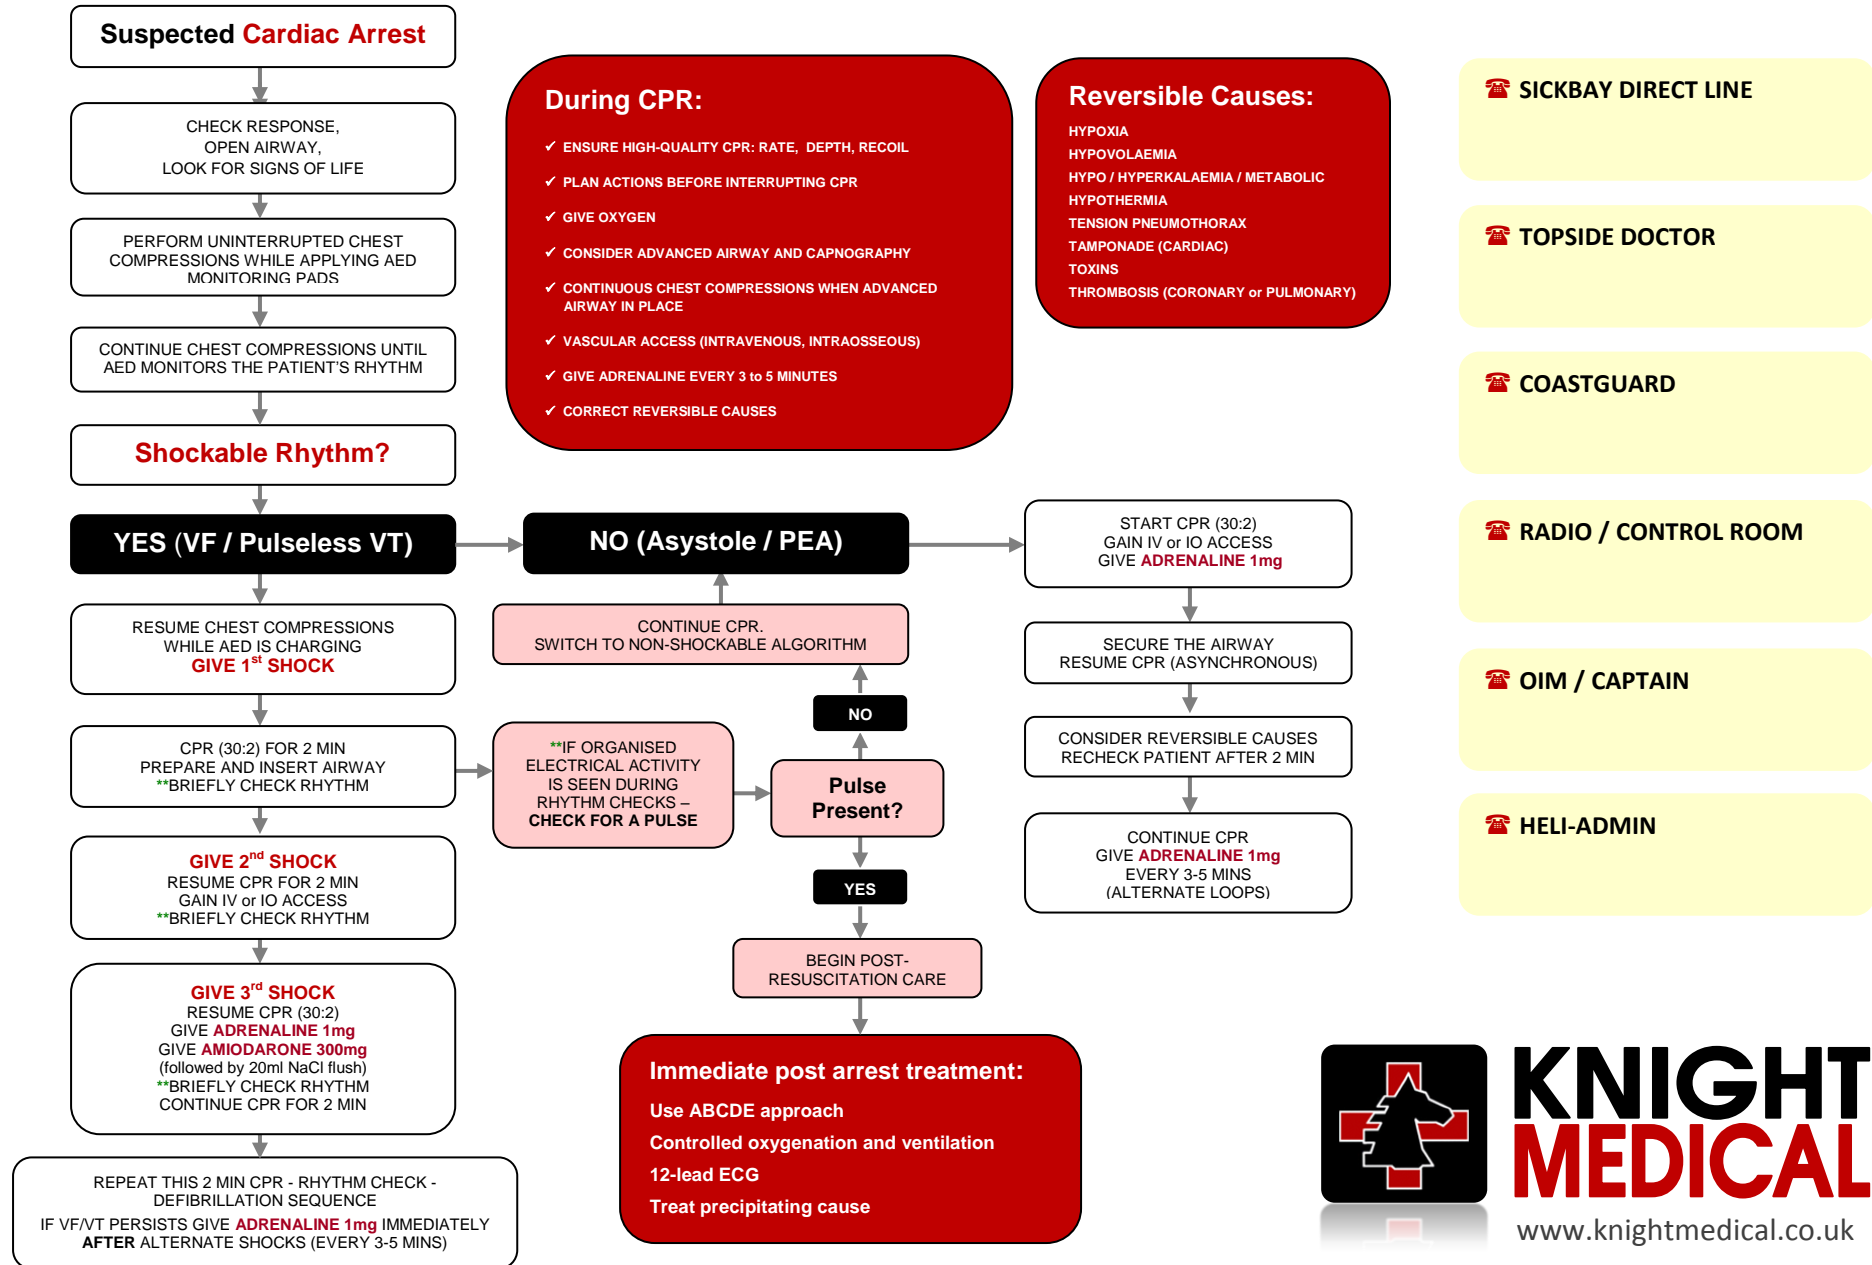 Suspected Cardiac Arrest
CHECK RESPONSE,
OPEN AIRWAY,
LOOK FOR SIGNS OF LIFE
PERFORM UNINTERRUPTED CHEST
COMPRESSIONS WHILE APPLYING AED
MONITORING PADS
CONTINUE CHEST COMPRESSIONS UNTIL
AED MONITORS THE PATIENT'S RHYTHM
Shockable Rhythm?
YES (VF / Pulseless VT)
RESUME CHEST COMPRESSIONS
WHILE AED IS CHARGING
GIVE 1st SHOCK
CPR (30:2) FOR 2 MIN
PREPARE AND INSERT AIRWAY
**BRIEFLY CHECK RHYTHM
GIVE 2nd SHOCK
RESUME CPR FOR 2 MIN
GAIN IV or IO ACCESS
**BRIEFLY CHECK RHYTHM
GIVE 3rd SHOCK
RESUME CPR (30:2)
GIVE ADRENALINE 1mg
GIVE AMIODARONE 300mg
(followed by 20ml NaCl flush)
**BRIEFLY CHECK RHYTHM
CONTINUE CPR FOR 2 MIN
REPEAT THIS 2 MIN CPR - RHYTHM CHECK -
DEFIBRILLATION SEQUENCE
IF VF/VT PERSISTS GIVE ADRENALINE 1mg IMMEDIATELY
AFTER ALTERNATE SHOCKS (EVERY 3-5 MINS)
During CPR:
✓ ENSURE HIGH-QUALITY CPR: RATE, DEPTH, RECOIL
✓ PLAN ACTIONS BEFORE INTERRUPTING CPR
✓ GIVE OXYGEN
✓ CONSIDER ADVANCED AIRWAY AND CAPNOGRAPHY
✓ CONTINUOUS CHEST COMPRESSIONS WHEN ADVANCED
AIRWAY IN PLACE
✓ VASCULAR ACCESS (INTRAVENOUS, INTRAOSSEOUS)
✓ GIVE ADRENALINE EVERY 3 to 5 MINUTES
✓ CORRECT REVERSIBLE CAUSES
Reversible Causes:
HYPOXIA
HYPOVOLAEMIA
HYPO / HYPERKALAEMIA / METABOLIC
HYPOTHERMIA
TENSION PNEUMOTHORAX
TAMPONADE (CARDIAC)
TOXINS
THROMBOSIS (CORONARY or PULMONARY)
NO (Asystole / PEA)
CONTINUE CPR.
SWITCH TO NON-SHOCKABLE ALGORITHM
NO
**IF ORGANISED
ELECTRICAL ACTIVITY
IS SEEN DURING
RHYTHM CHECKS –
CHECK FOR A PULSE
Pulse
Present?
YES
BEGIN POST-
RESUSCITATION CARE
Immediate post arrest treatment:
Use ABCDE approach
Controlled oxygenation and ventilation
12-lead ECG
Treat precipitating cause
START CPR (30:2)
GAIN IV or IO ACCESS
GIVE ADRENALINE 1mg
SECURE THE AIRWAY
RESUME CPR (ASYNCHRONOUS)
CONSIDER REVERSIBLE CAUSES
RECHECK PATIENT AFTER 2 MIN
CONTINUE CPR
GIVE ADRENALINE 1mg
EVERY 3-5 MINS
(ALTERNATE LOOPS)
☎ SICKBAY DIRECT LINE
☎ TOPSIDE DOCTOR
☎ COASTGUARD
☎ RADIO / CONTROL ROOM
☎ OIM / CAPTAIN
☎ HELI-ADMIN
KNIGHT
MEDICAL
www.knightmedical.co.uk